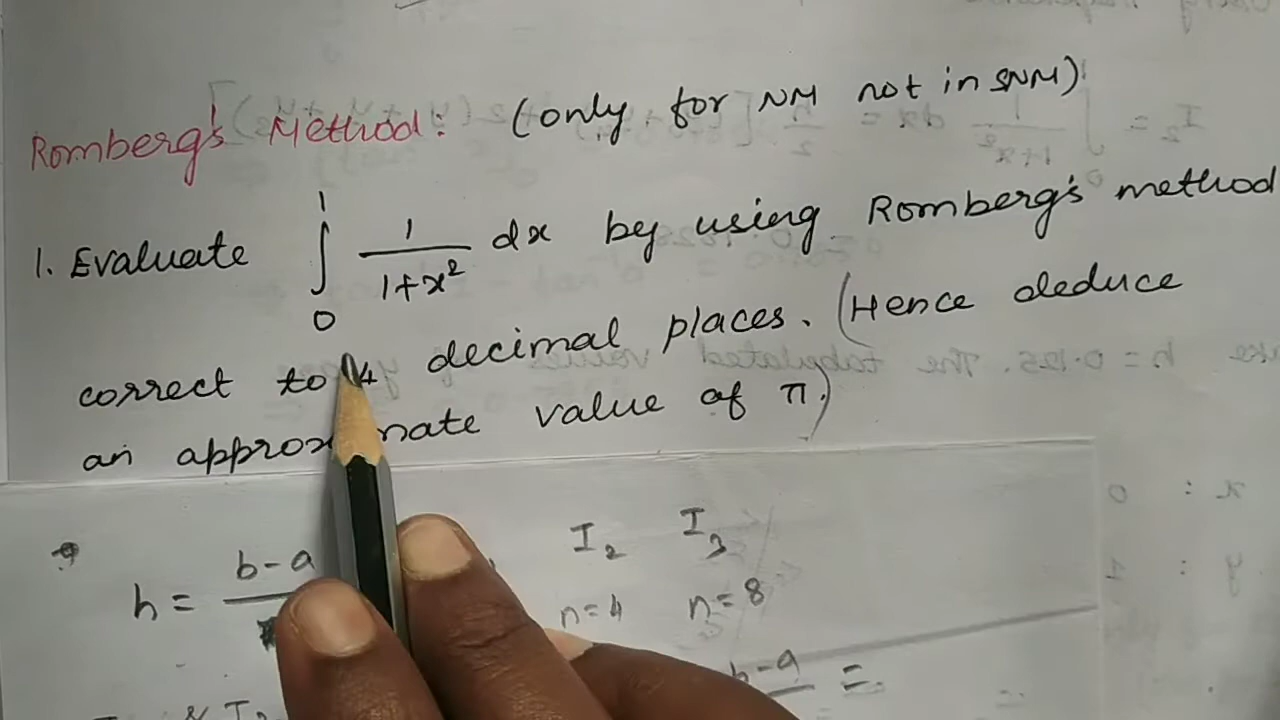 Romberg's Method: (only for NM not in SNM)
1. Evaluate ∫₀¹ 1/(1+x²) dx by using Romberg's method
correct to 4 decimal places. (Hence deduce
an value of π.)
h = b-a I₂ I₃
n=4 n=8
b-a =